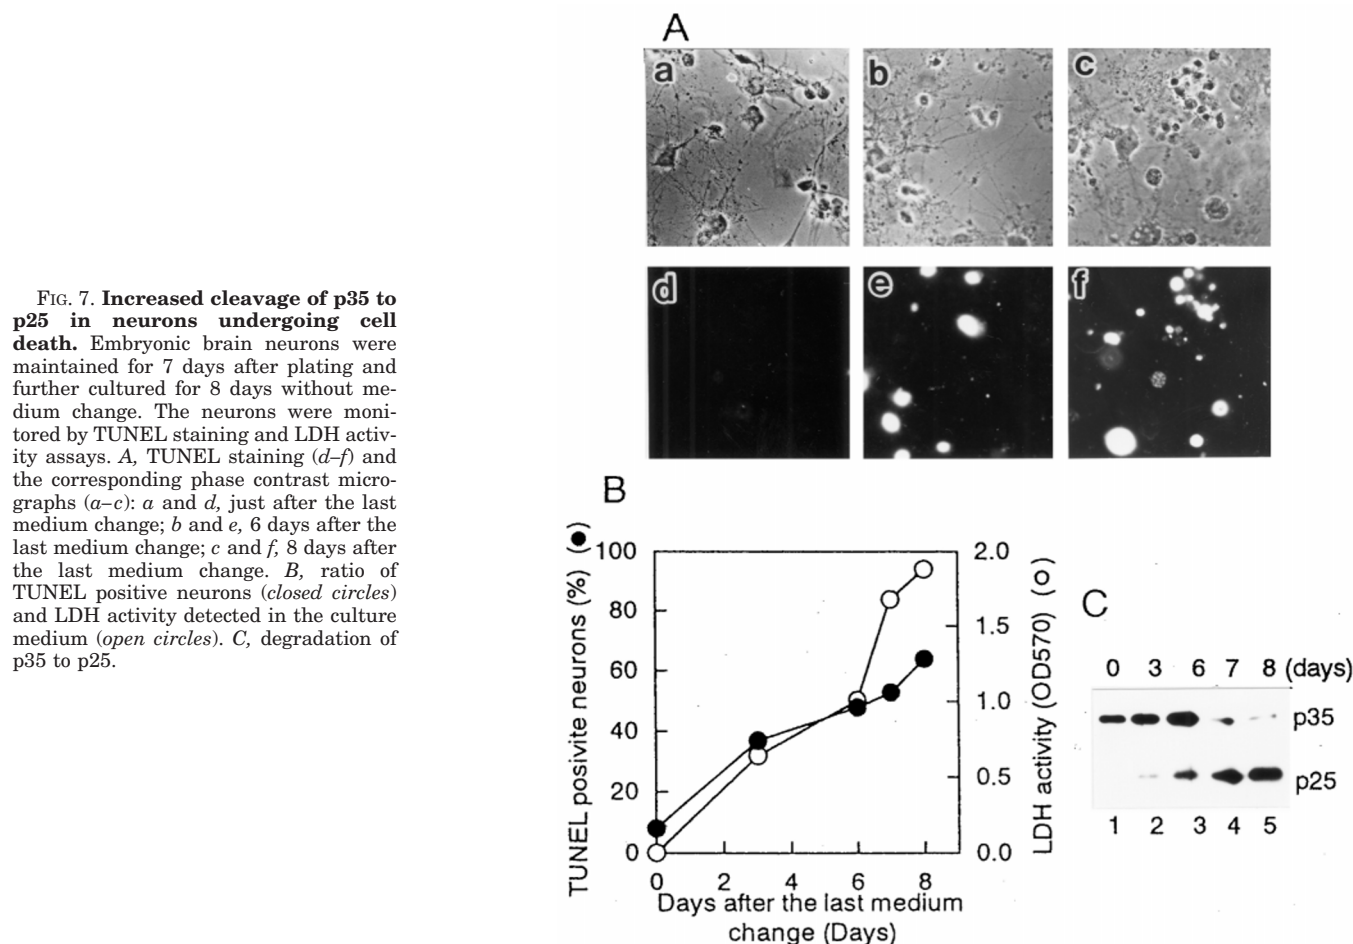 FIG. 7. Increased cleavage of p35 to
p25 in neurons undergoing cell
death. Embryonic brain neurons were
maintained for 7 days after plating and
further cultured for 8 days without me-
dium change. The neurons were moni-
tored by TUNEL staining and LDH activ-
ity assays. A, TUNEL staining (d–f) and
the corresponding phase contrast micro-
graphs (a–c): a and d, just after the last
medium change; b and e, 6 days after the
last medium change; c and f, 8 days after
the last medium change. B, ratio of
TUNEL positive neurons (closed circles)
and LDH activity detected in the culture
medium (open circles). C, degradation of
p35 to p25.
A
a b c
d e f
B
TUNEL posivite neurons (%) (●)
100
80
60
40
20
0
2.0
1.5
1.0
0.5
0.0
LDH activity (OD570) (o)
0 2 4 6 8
Days after the last medium
change (Days)
C
0 3 6 7 8 (days)
p35
p25
1 2 3 4 5